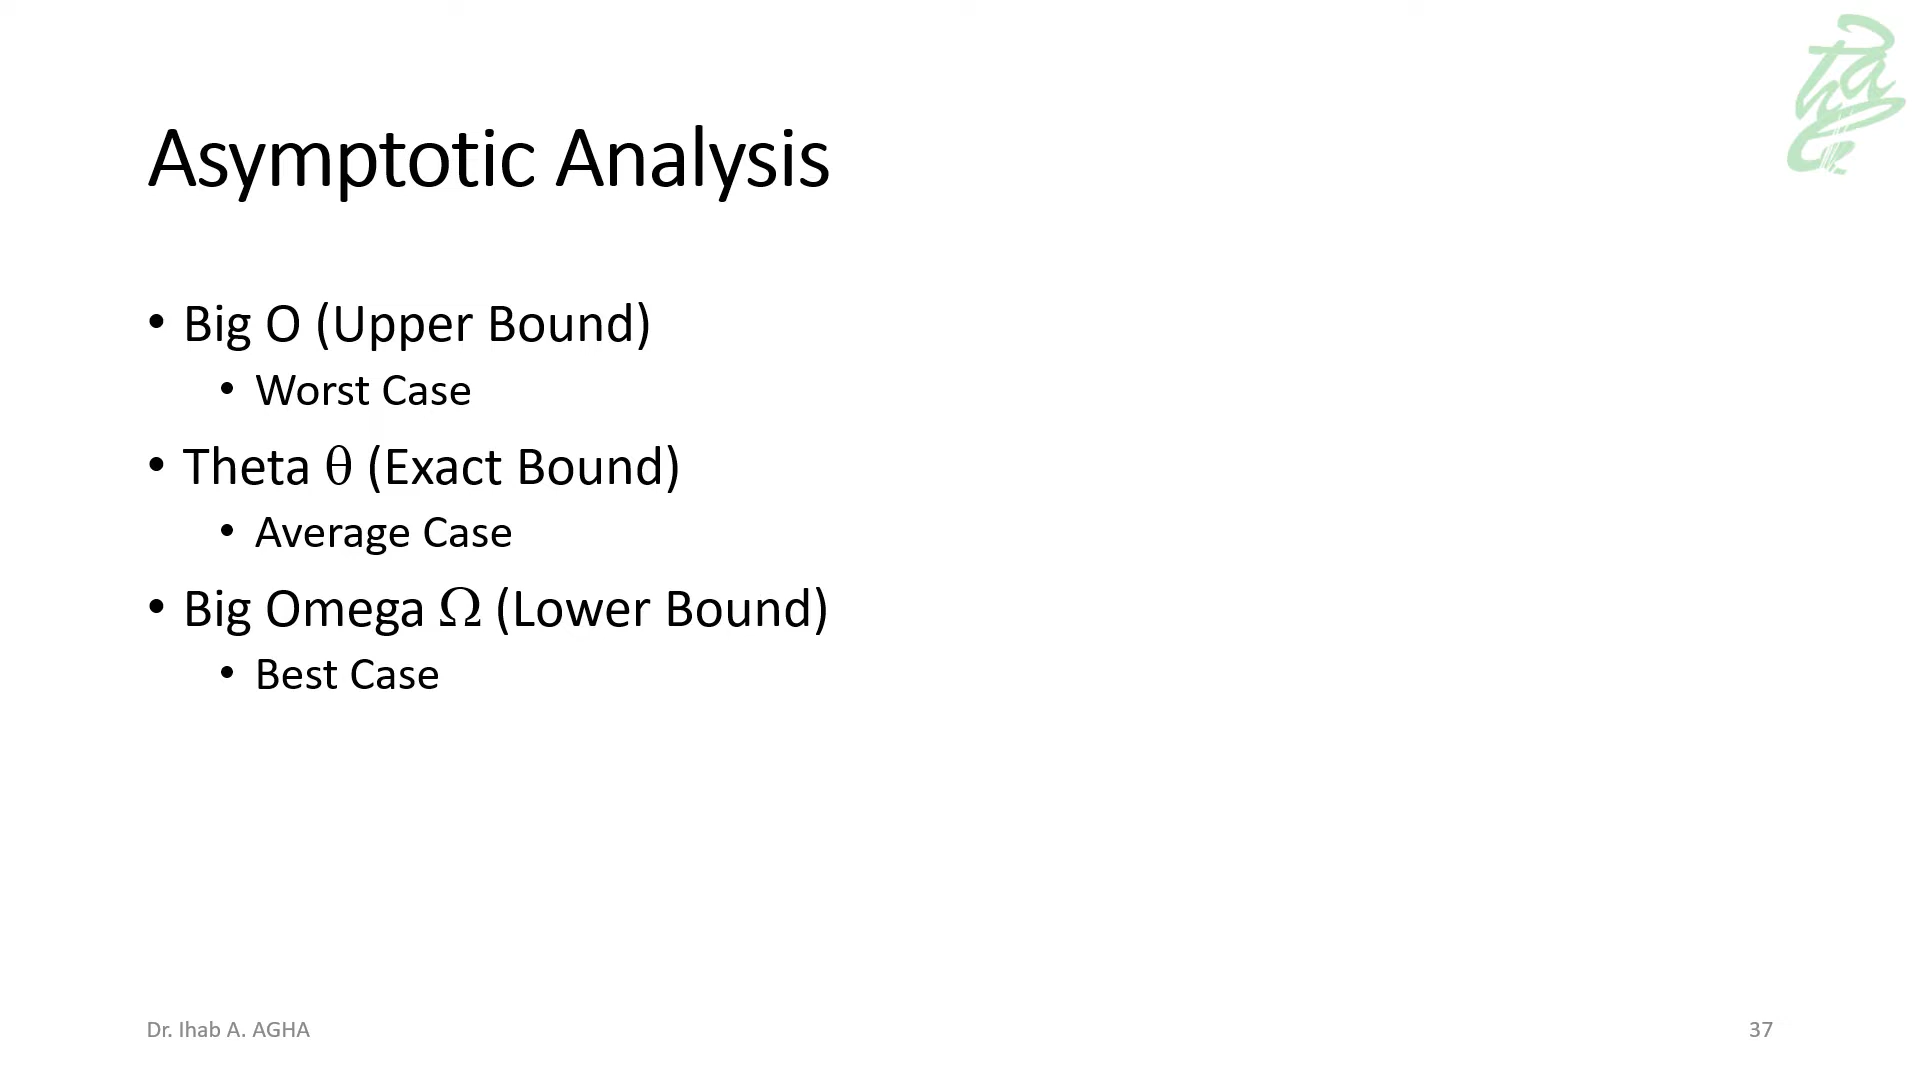 Asymptotic Analysis
• Big O (Upper Bound)
• Worst Case
• Theta θ (Exact Bound)
• Average Case
• Big Omega Ω (Lower Bound)
• Best Case
Dr. Ihab A. AGHA
37